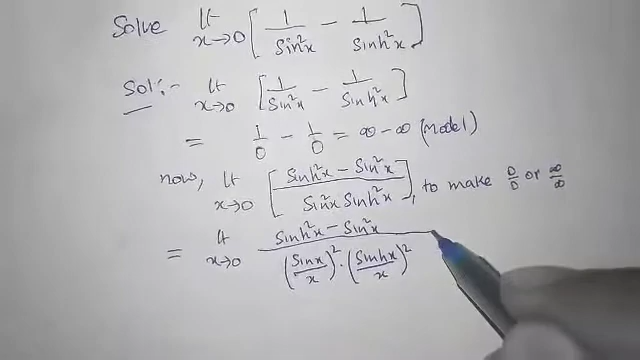 Solve lt x→0 [ 1/Sin²x − 1/Sinh²x ]
Sol:- lt x→0 [ 1/Sin²x − 1/Sinh²x ]
= 1/0 − 1/0 = ∞ − ∞ (Model)
now, lt x→0 [ Sinh²x − Sin²x / Sin²x Sinh²x ], to make 0/0 or ∞/∞
= lt x→0 Sinh²x − Sin²x / (Sinx/x)² · (Sinhx/x)²